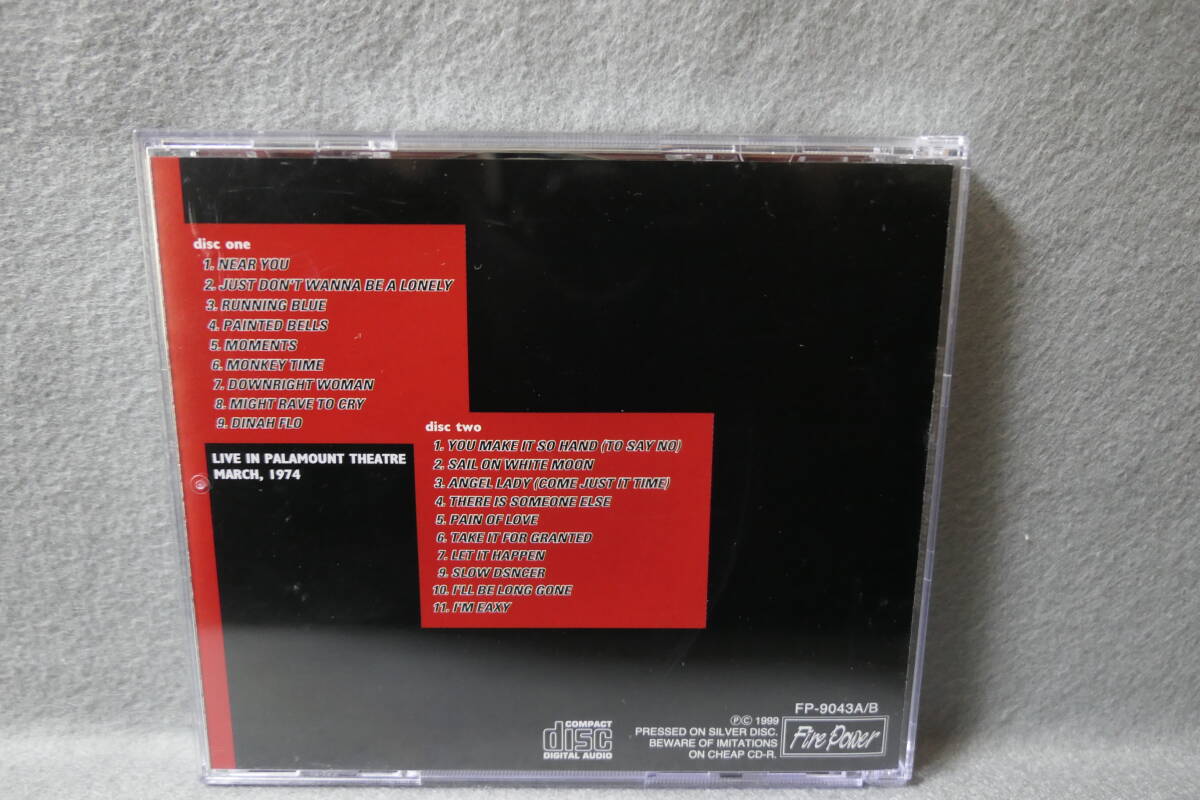 disc one
1. NEAR YOU
2. JUST DON'T WANNA BE A LONELY
3. RUNNING BLUE
4. PAINTED BELLS
5. MOMENTS
6. MONKEY TIME
7. DOWNRIGHT WOMAN
8. MIGHT RAVE TO CRY
9. DINAH FLO
LIVE IN PALAMOUNT THEATRE
MARCH, 1974
disc two
1. YOU MAKE IT SO HAND (TO SAY NO)
2. SAIL ON WHITE MOON
3. ANGEL LADY (COME JUST IT TIME)
4. THERE IS SOMEONE ELSE
5. PAIN OF LOVE
6. TAKE IT FOR GRANTED
7. LET IT HAPPEN
9. SLOW DSNCER
10. I'LL BE LONG GONE
11. I'M EAXY
COMPACT
disc
DIGITAL AUDIO
℗© 1999
PRESSED ON SILVER DISC.
BEWARE OF IMITATIONS
ON CHEAP CD-R.
FP-9043A/B
Fire Power